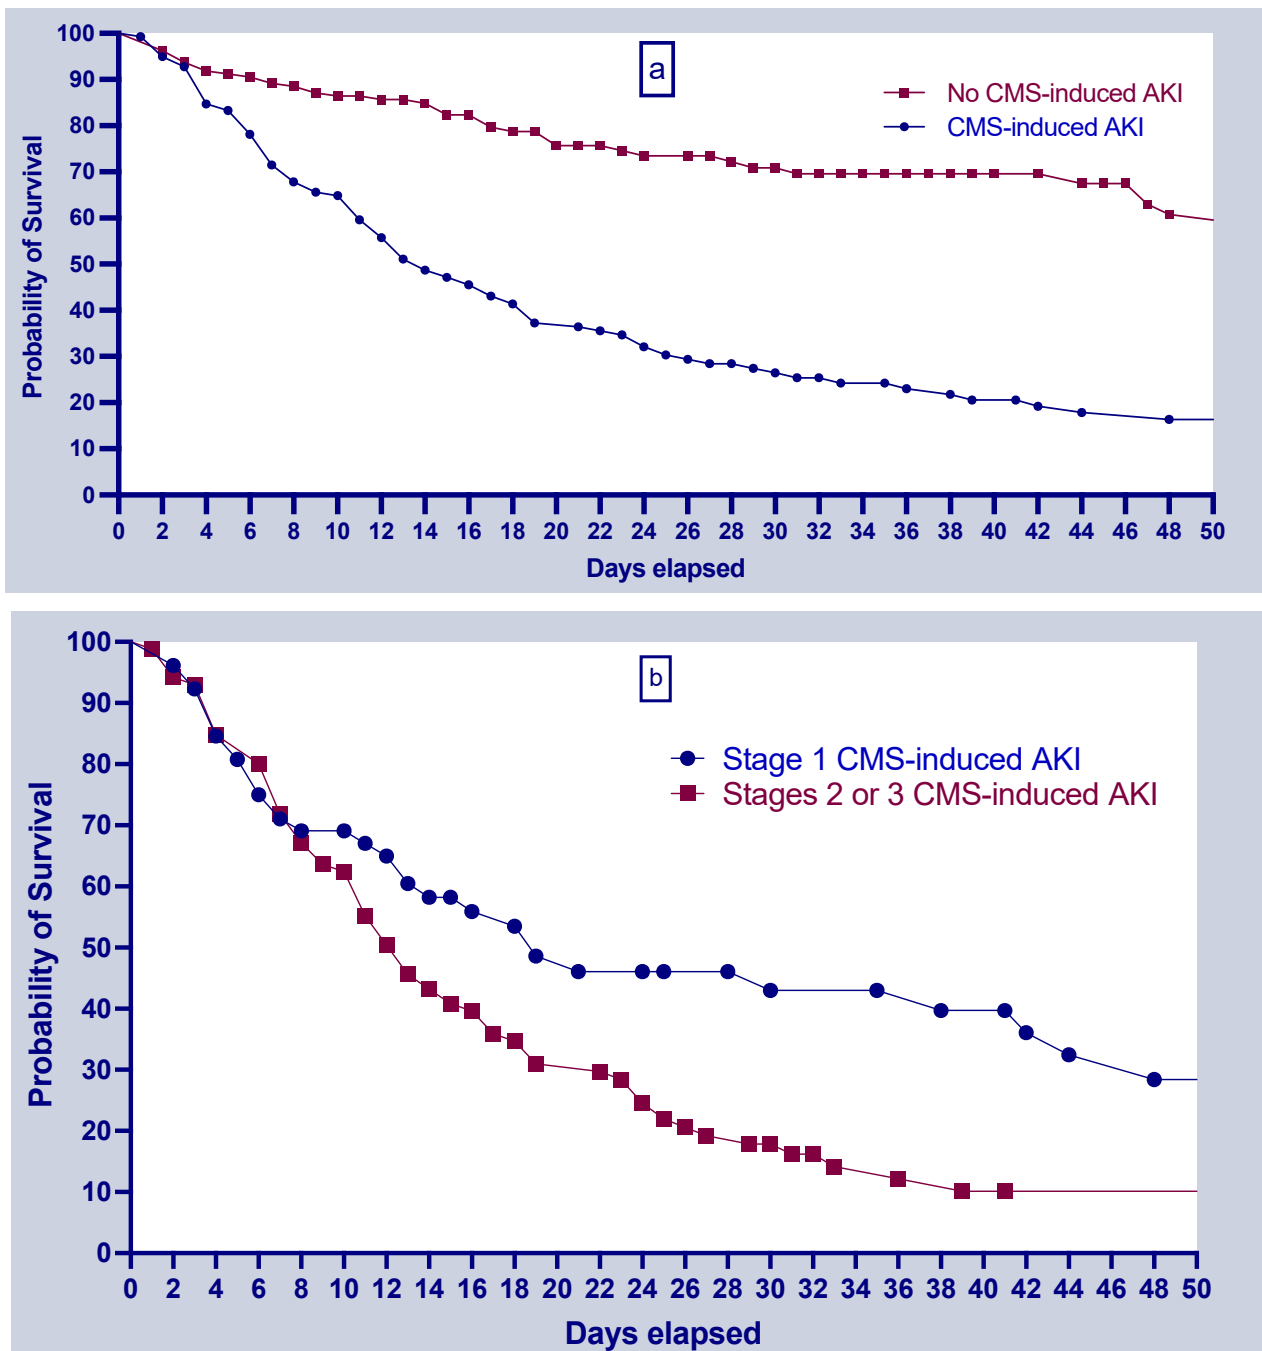 a
No CMS-induced AKI
CMS-induced AKI
Probability of Survival
100
90
80
70
60
50
40
30
20
10
0
0 2 4 6 8 10 12 14 16 18 20 22 24 26 28 30 32 34 36 38 40 42 44 46 48 50
Days elapsed
b
Stage 1 CMS-induced AKI
Stages 2 or 3 CMS-induced AKI
Probability of Survival
100
90
80
70
60
50
40
30
20
10
0
0 2 4 6 8 10 12 14 16 18 20 22 24 26 28 30 32 34 36 38 40 42 44 46 48 50
Days elapsed